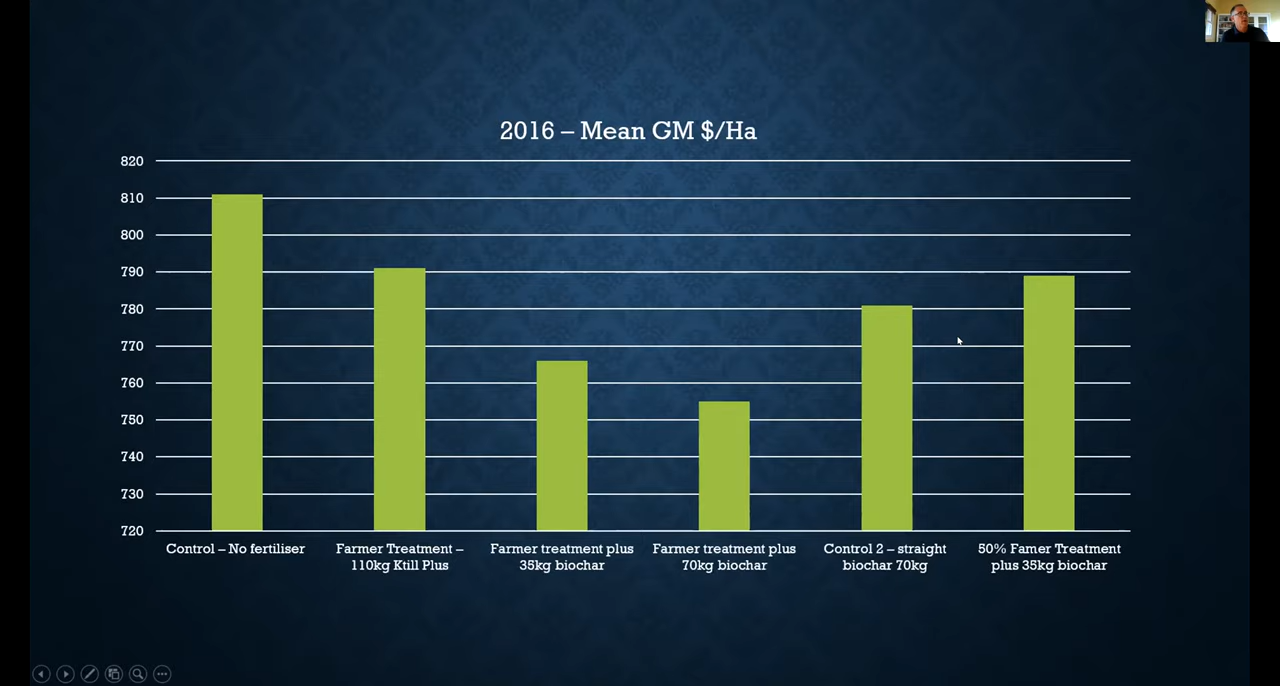 2016 – Mean GM $/Ha
820
810
800
790
780
770
760
750
740
730
720
Control – No fertiliser
Farmer Treatment –
110kg Ktill Plus
Farmer treatment plus
35kg biochar
Farmer treatment plus
70kg biochar
Control 2 – straight
biochar 70kg
50% Famer Treatment
plus 35kg biochar